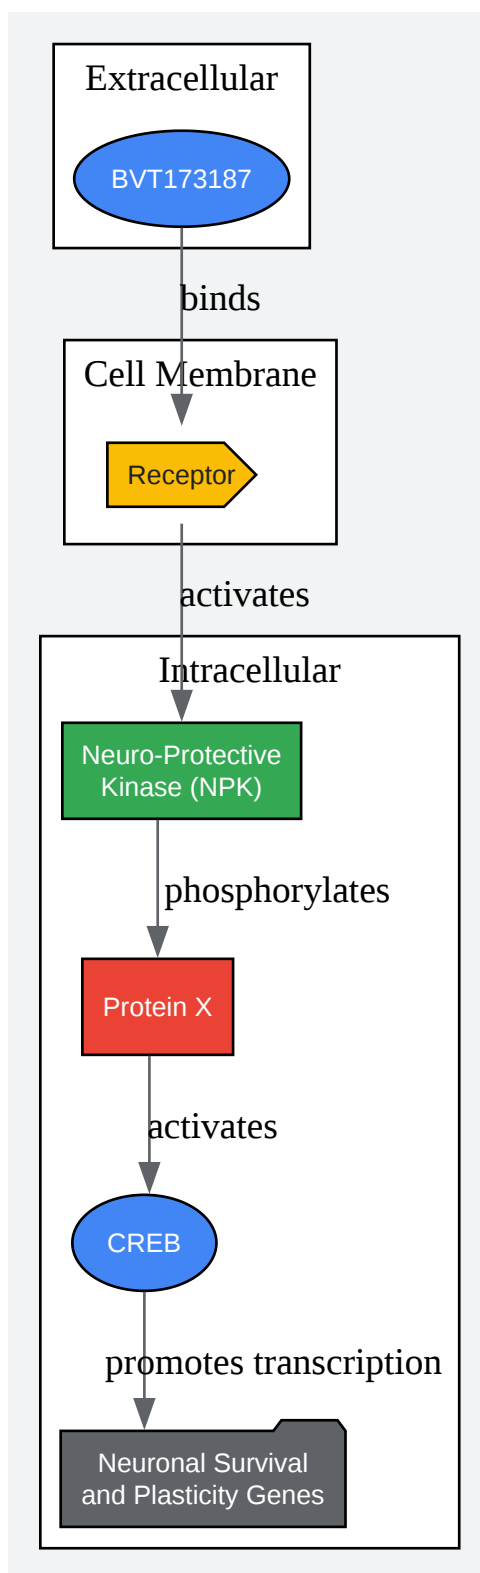 Extracellular
BVT173187
binds
Cell Membrane
Receptor
activates
Intracellular
Neuro-Protective
Kinase (NPK)
phosphorylates
Protein X
activates
CREB
promotes transcription
Neuronal Survival
and Plasticity Genes